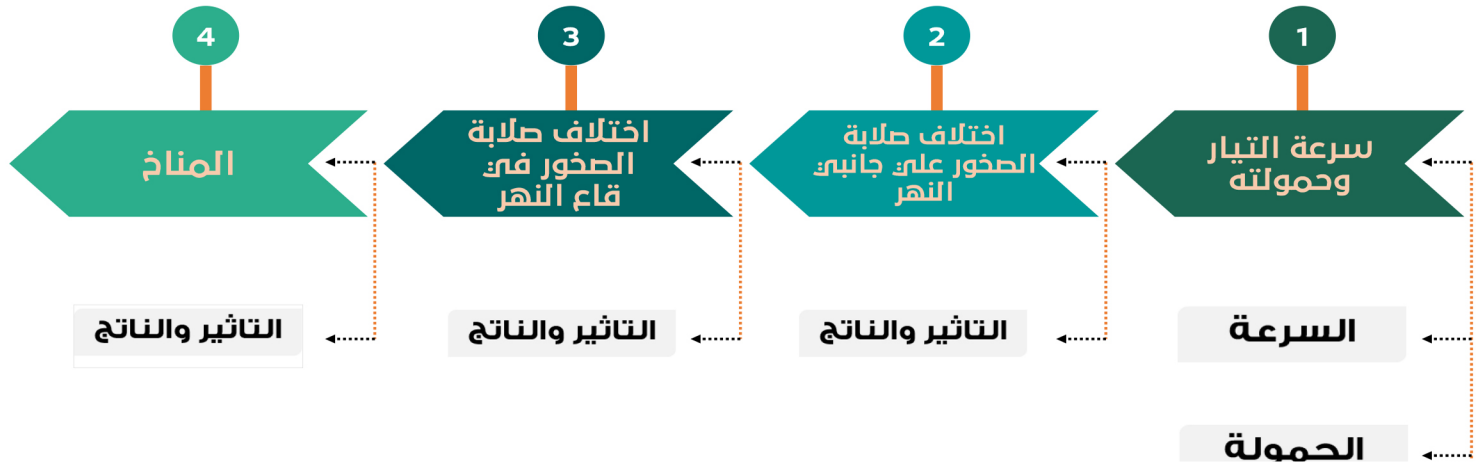 1
2
3
4
سرعة التيار
وحمولته
اختلاف صلابة
الصخور علي جانبي
النهر
اختلاف صلابة
الصخور في
قاع النهر
المناخ
السرعة
التاثير والناتج
التاثير والناتج
التاثير والناتج
الحمولة